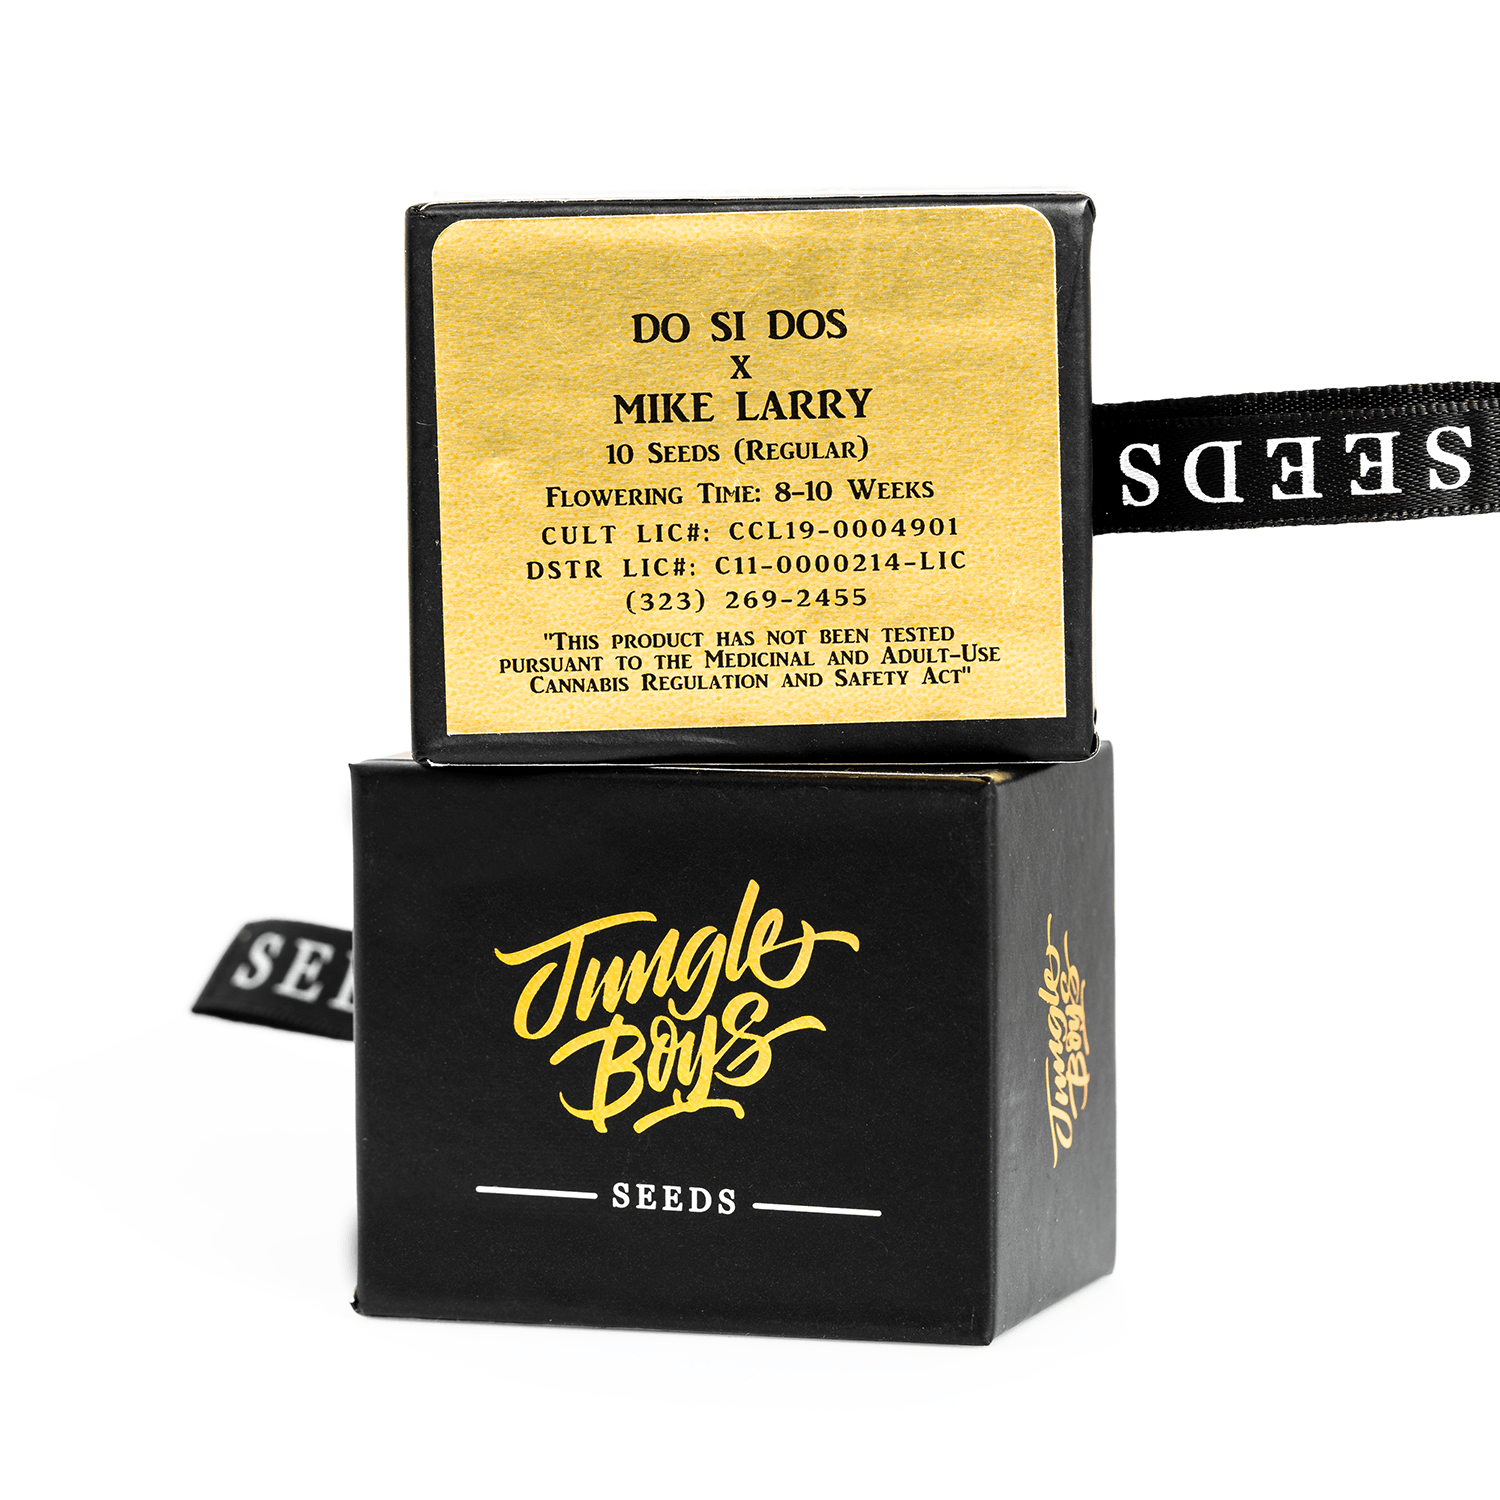 DO SI DOS
X
MIKE LARRY
10 SEEDS (REGULAR)
FLOWERING TIME: 8-10 WEEKS
CULT LIC#: CCL19-0004901
DSTR LIC#: C11-0000214-LIC
(323) 269-2455
"THIS PRODUCT HAS NOT BEEN TESTED
PURSUANT TO THE MEDICINAL AND ADULT-USE
CANNABIS REGULATION AND SAFETY ACT"
SEEDS
Jungle
Boys
SEEDS
Jungle
Boys